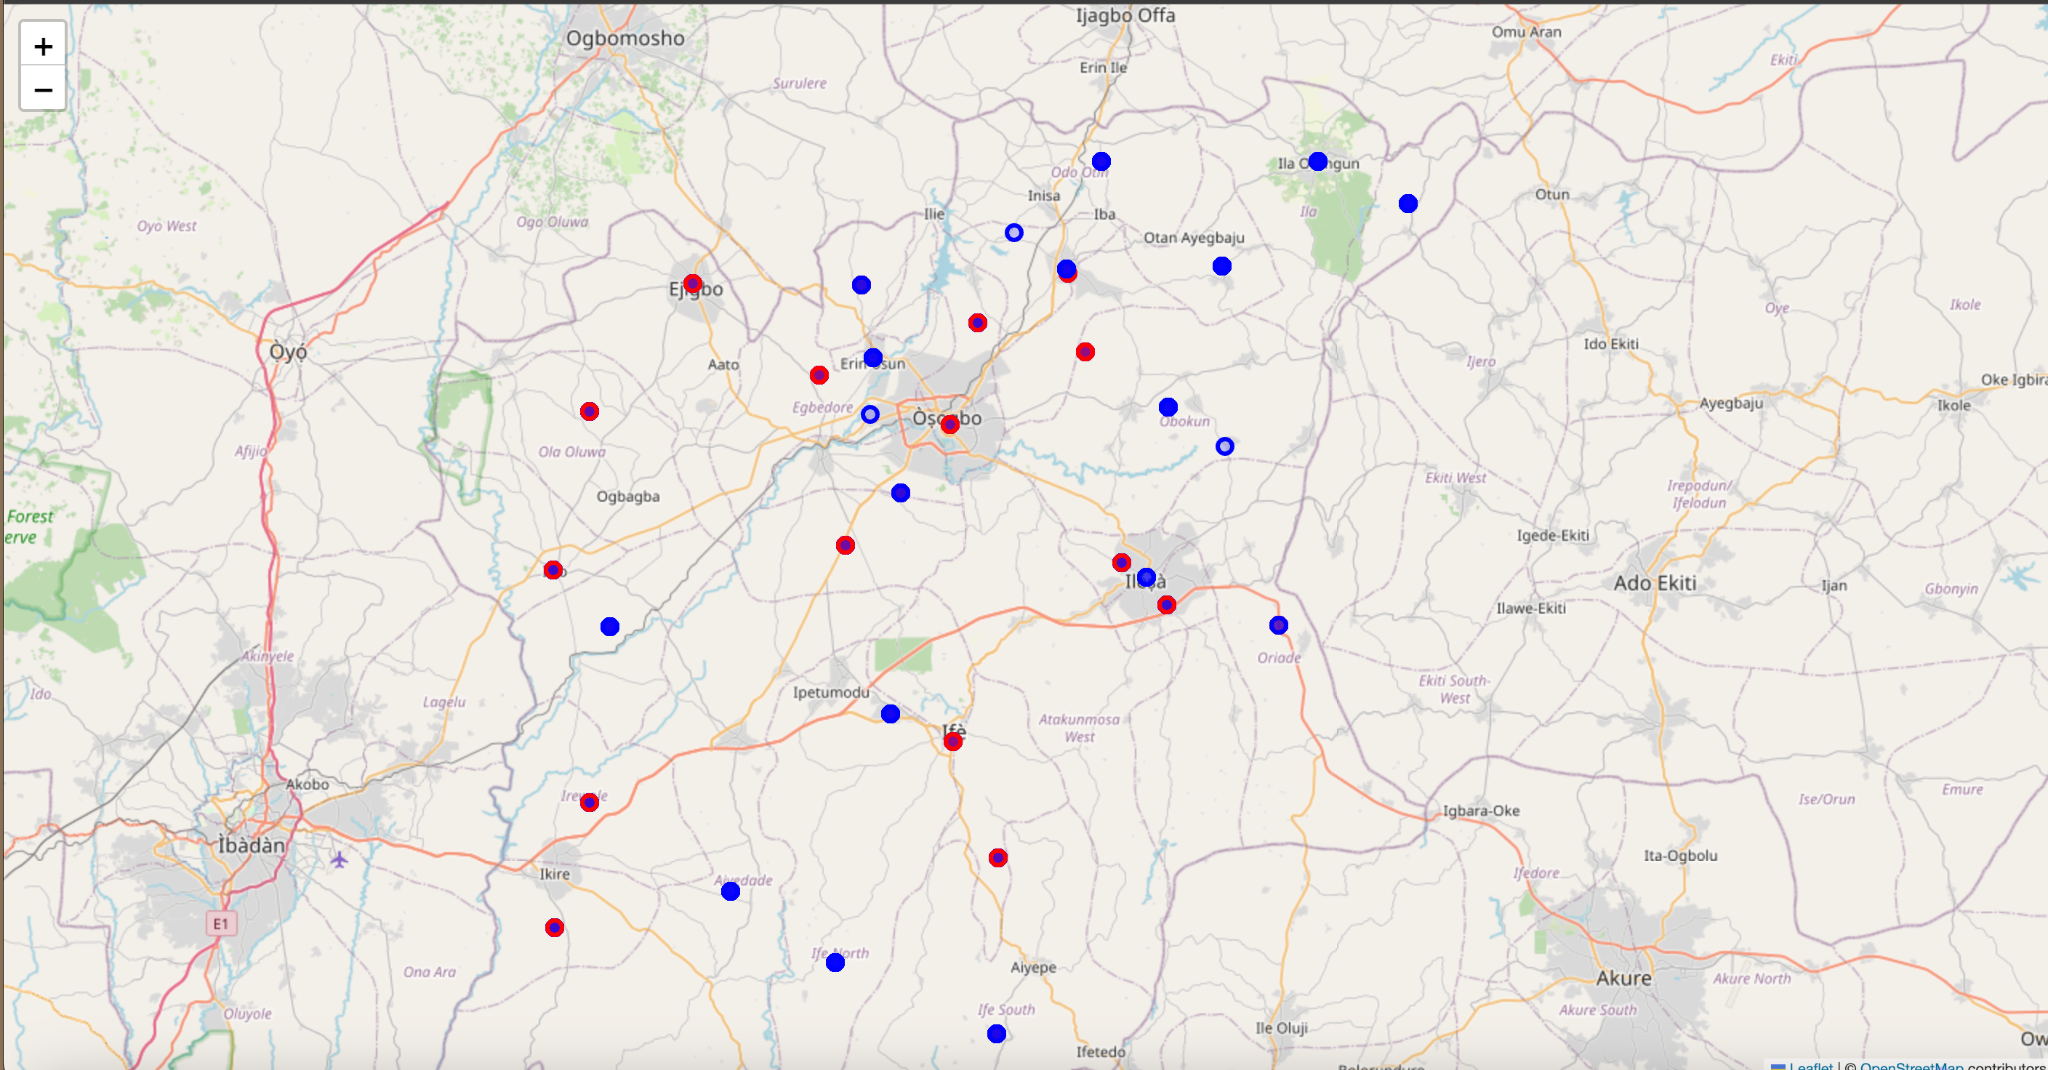 +
−
Ijagbo Offa
Ogbomosho
Omu Aran
Erin Ile
Ekiti
Surulere
Odo Otin
Inisa
Ilie
Iba
Ila
Otun
Ogo Oluwa
Oyo West
Otan Ayegbaju
Ejigbo
Oye
Ikole
Ọyọ́
Ido Ekiti
Aato
Ijero
Oke Igbira
Egbedore
Ayegbaju
Ikole
Obokun
Afijio
Ola Oluwa
Ekiti West
Irepodun/
Ifelodun
Ogbagba
Forest
erve
Igede-Ekiti
Ado Ekiti
Ijan
Gbonyin
Ilawe-Ekiti
Akinyele
Oriade
Ido
Lagelu
Ipetumodu
Ekiti South-
West
Atakunmosa
West
Ifẹ̀
Akobo
Emure
Ise/Orun
Igbara-Oke
Ìbàdàn
Ita-Ogbolu
Ikire
Ifedore
E1
Ife North
Ona Ara
Aiyepe
Akure
Akure North
Oluyole
Ife South
Akure South
Ile Oluji
Ifetedo
Leaflet | © OpenStreetMap contributors